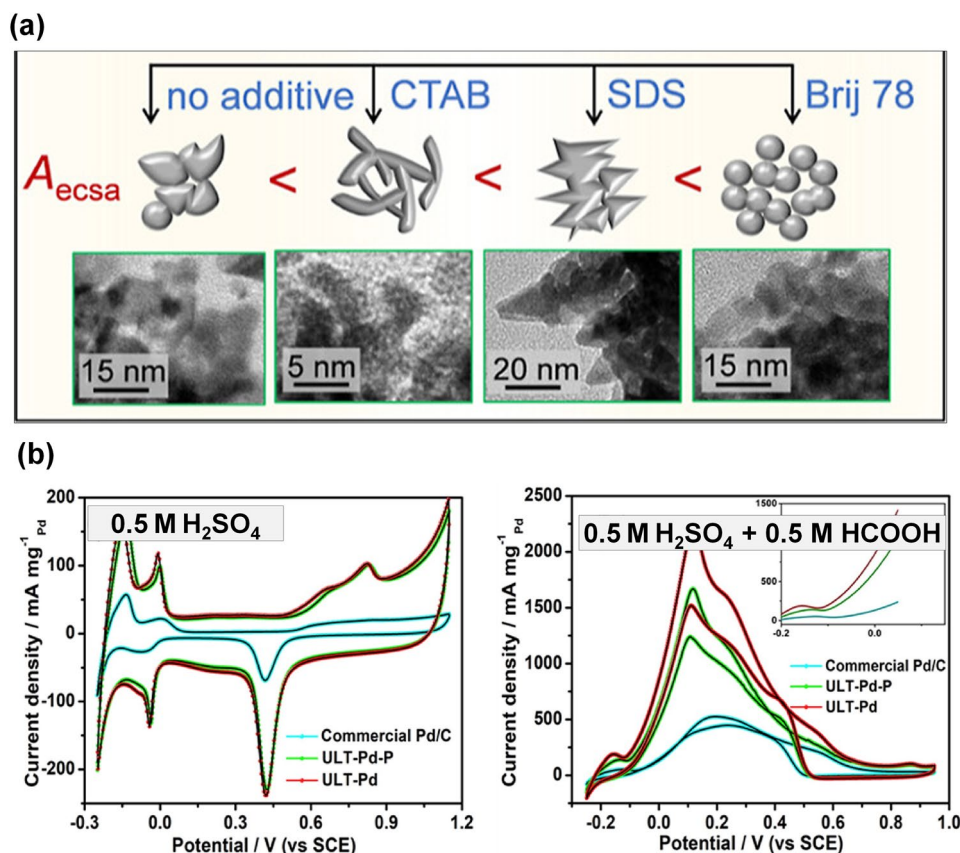 (a)
no additive CTAB SDS Brij 78
A_ecsa < < <
15 nm 5 nm 20 nm 15 nm
(b)
200
100
0
-100
-200
Current density / mA mg⁻¹_Pd
0.5 M H₂SO₄
Commercial Pd/C
ULT-Pd-P
ULT-Pd
-0.3 0.0 0.3 0.6 0.9 1.2
Potential / V (vs SCE)
2500
2000
1500
1000
500
0
Current density / mA mg⁻¹_Pd
0.5 M H₂SO₄ + 0.5 M HCOOH
1500
500
0
-0.2 0.0
Commercial Pd/C
ULT-Pd-P
ULT-Pd
-0.2 0.0 0.2 0.4 0.6 0.8 1.0
Potential / V (vs SCE)